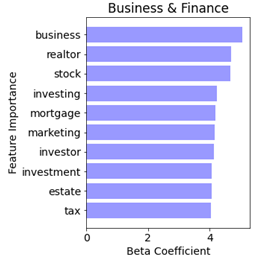 Business & Finance
Feature Importance
business
realtor
stock
investing
mortgage
marketing
investor
investment
estate
tax
0 2 4
Beta Coefficient